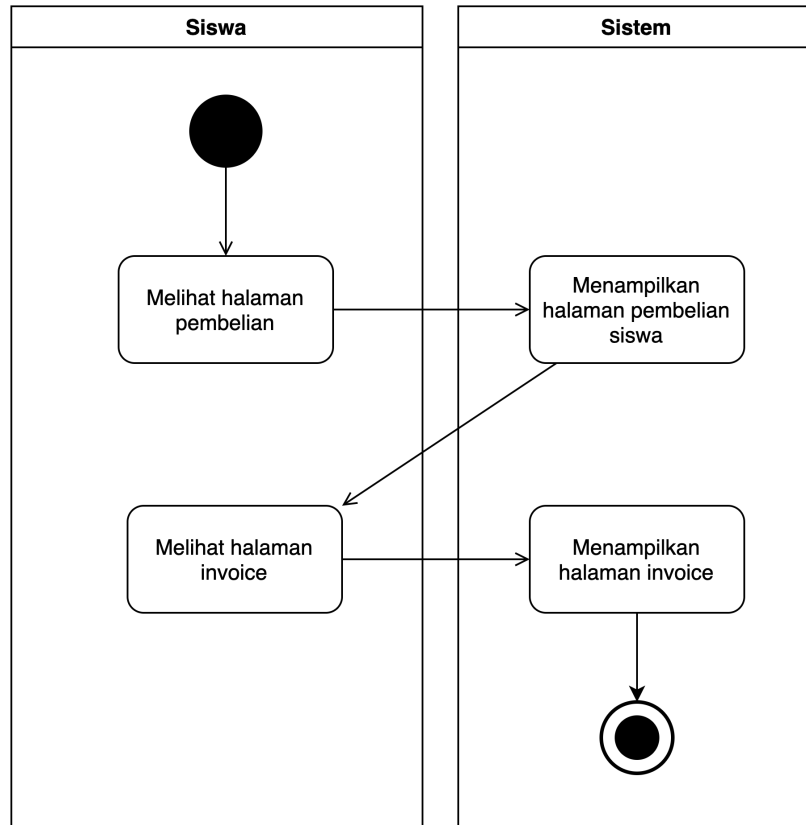 Siswa
Sistem
Melihat halaman
pembelian
Menampilkan
halaman pembelian
siswa
Melihat halaman
invoice
Menampilkan
halaman invoice